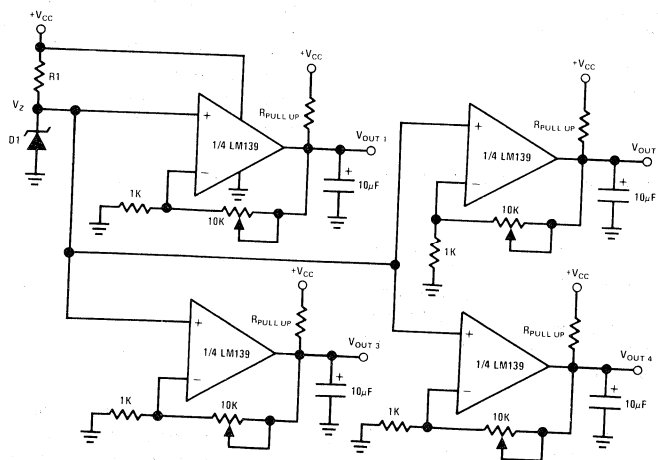 +VCC
R1
VZ
D1
+
−
1/4 LM139
1K
10K
+VCC
RPULL UP
VOUT 1
+
10μF
+VCC
RPULL UP
+
−
1/4 LM139
VOUT
+
10μF
10K
1K
+VCC
RPULL UP
+
−
1/4 LM139
VOUT 3
+
10μF
1K
10K
+VCC
RPULL UP
+
−
1/4 LM139
VOUT 4
+
10μF
1K
10K